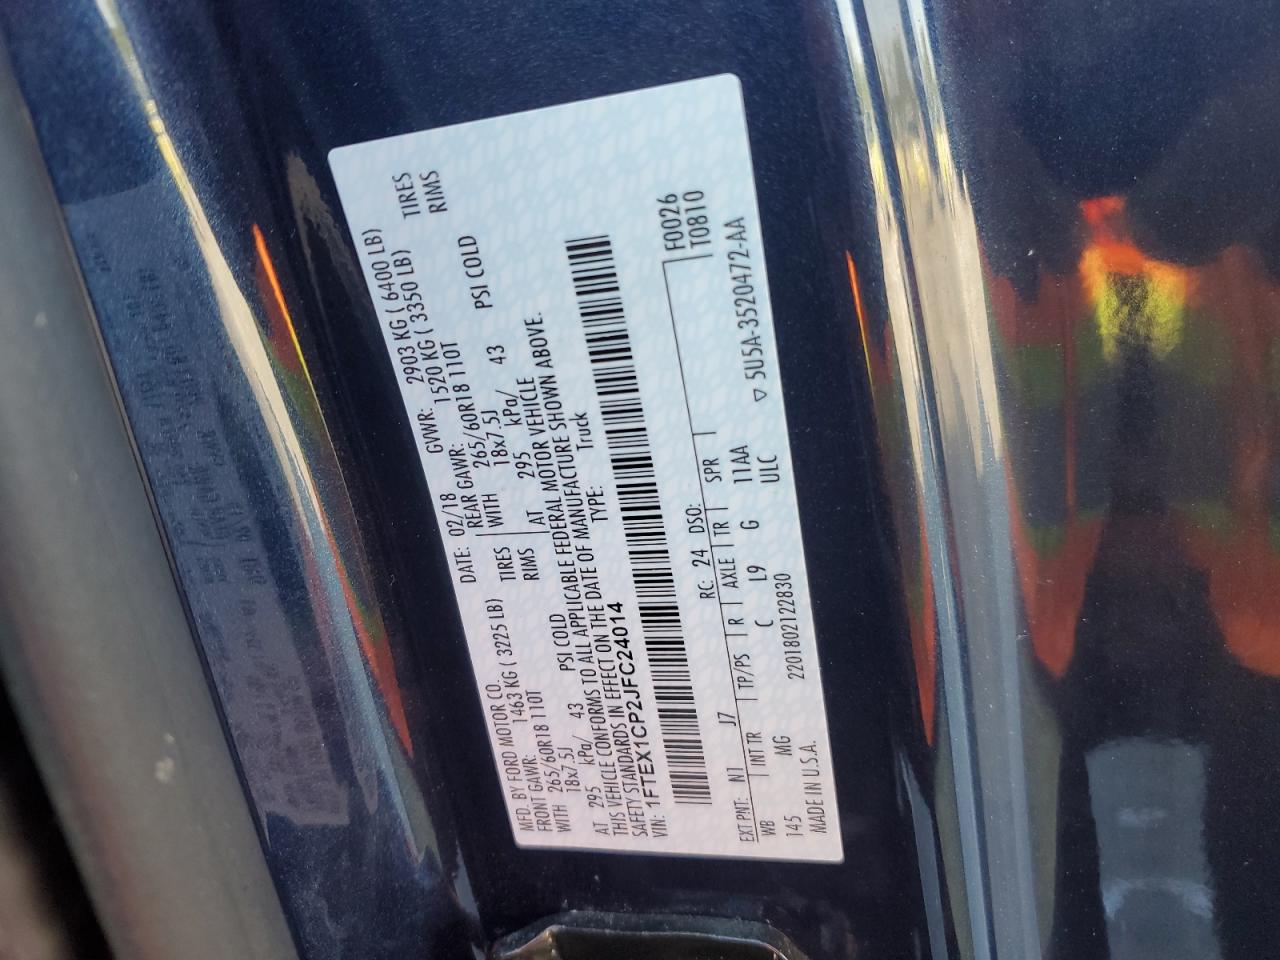 MFD. BY FORD MOTOR CO.
DATE: 02/18 GVWR: 2903 KG ( 6400 LB)
FRONT GAWR: 1463 KG ( 3225 LB) REAR GAWR: 1520 KG ( 3350 LB)
WITH 265/60R18 110T TIRES WITH 265/60R18 110T TIRES
18x7.5J RIMS 18x7.5J RIMS
AT 295 kPa/ 43 PSI COLD AT 295 kPa/ 43 PSI COLD
THIS VEHICLE CONFORMS TO ALL APPLICABLE FEDERAL MOTOR VEHICLE
SAFETY STANDARDS IN EFFECT ON THE DATE OF MANUFACTURE SHOWN ABOVE.
VIN: 1FTEX1CP2JFC24014 TYPE: Truck
F0026
T0810
EXT PNT: N1 J7 RC: 24 DSO:
WB INT TR TP/PS R AXLE TR SPR
145 MG C L9 G 11AA ▽ 5U5A-3520472-AA
MADE IN U.S.A. 2201802122830 ULC